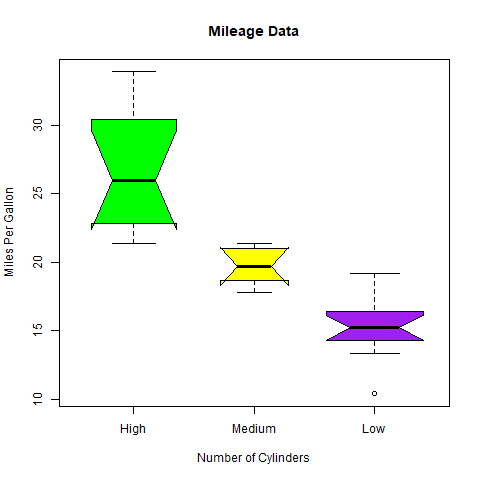 Mileage Data
Miles Per Gallon
30
25
20
15
10
High Medium Low
Number of Cylinders